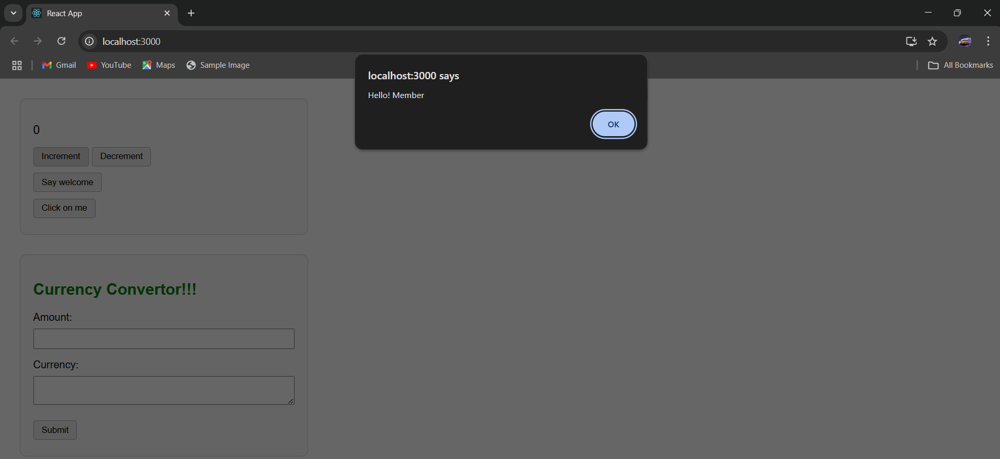 React App
localhost:3000
Gmail YouTube Maps Sample Image All Bookmarks
localhost:3000 says
Hello! Member
OK
0
Increment Decrement
Say welcome
Click on me
Currency Convertor!!!
Amount:
Currency:
Submit